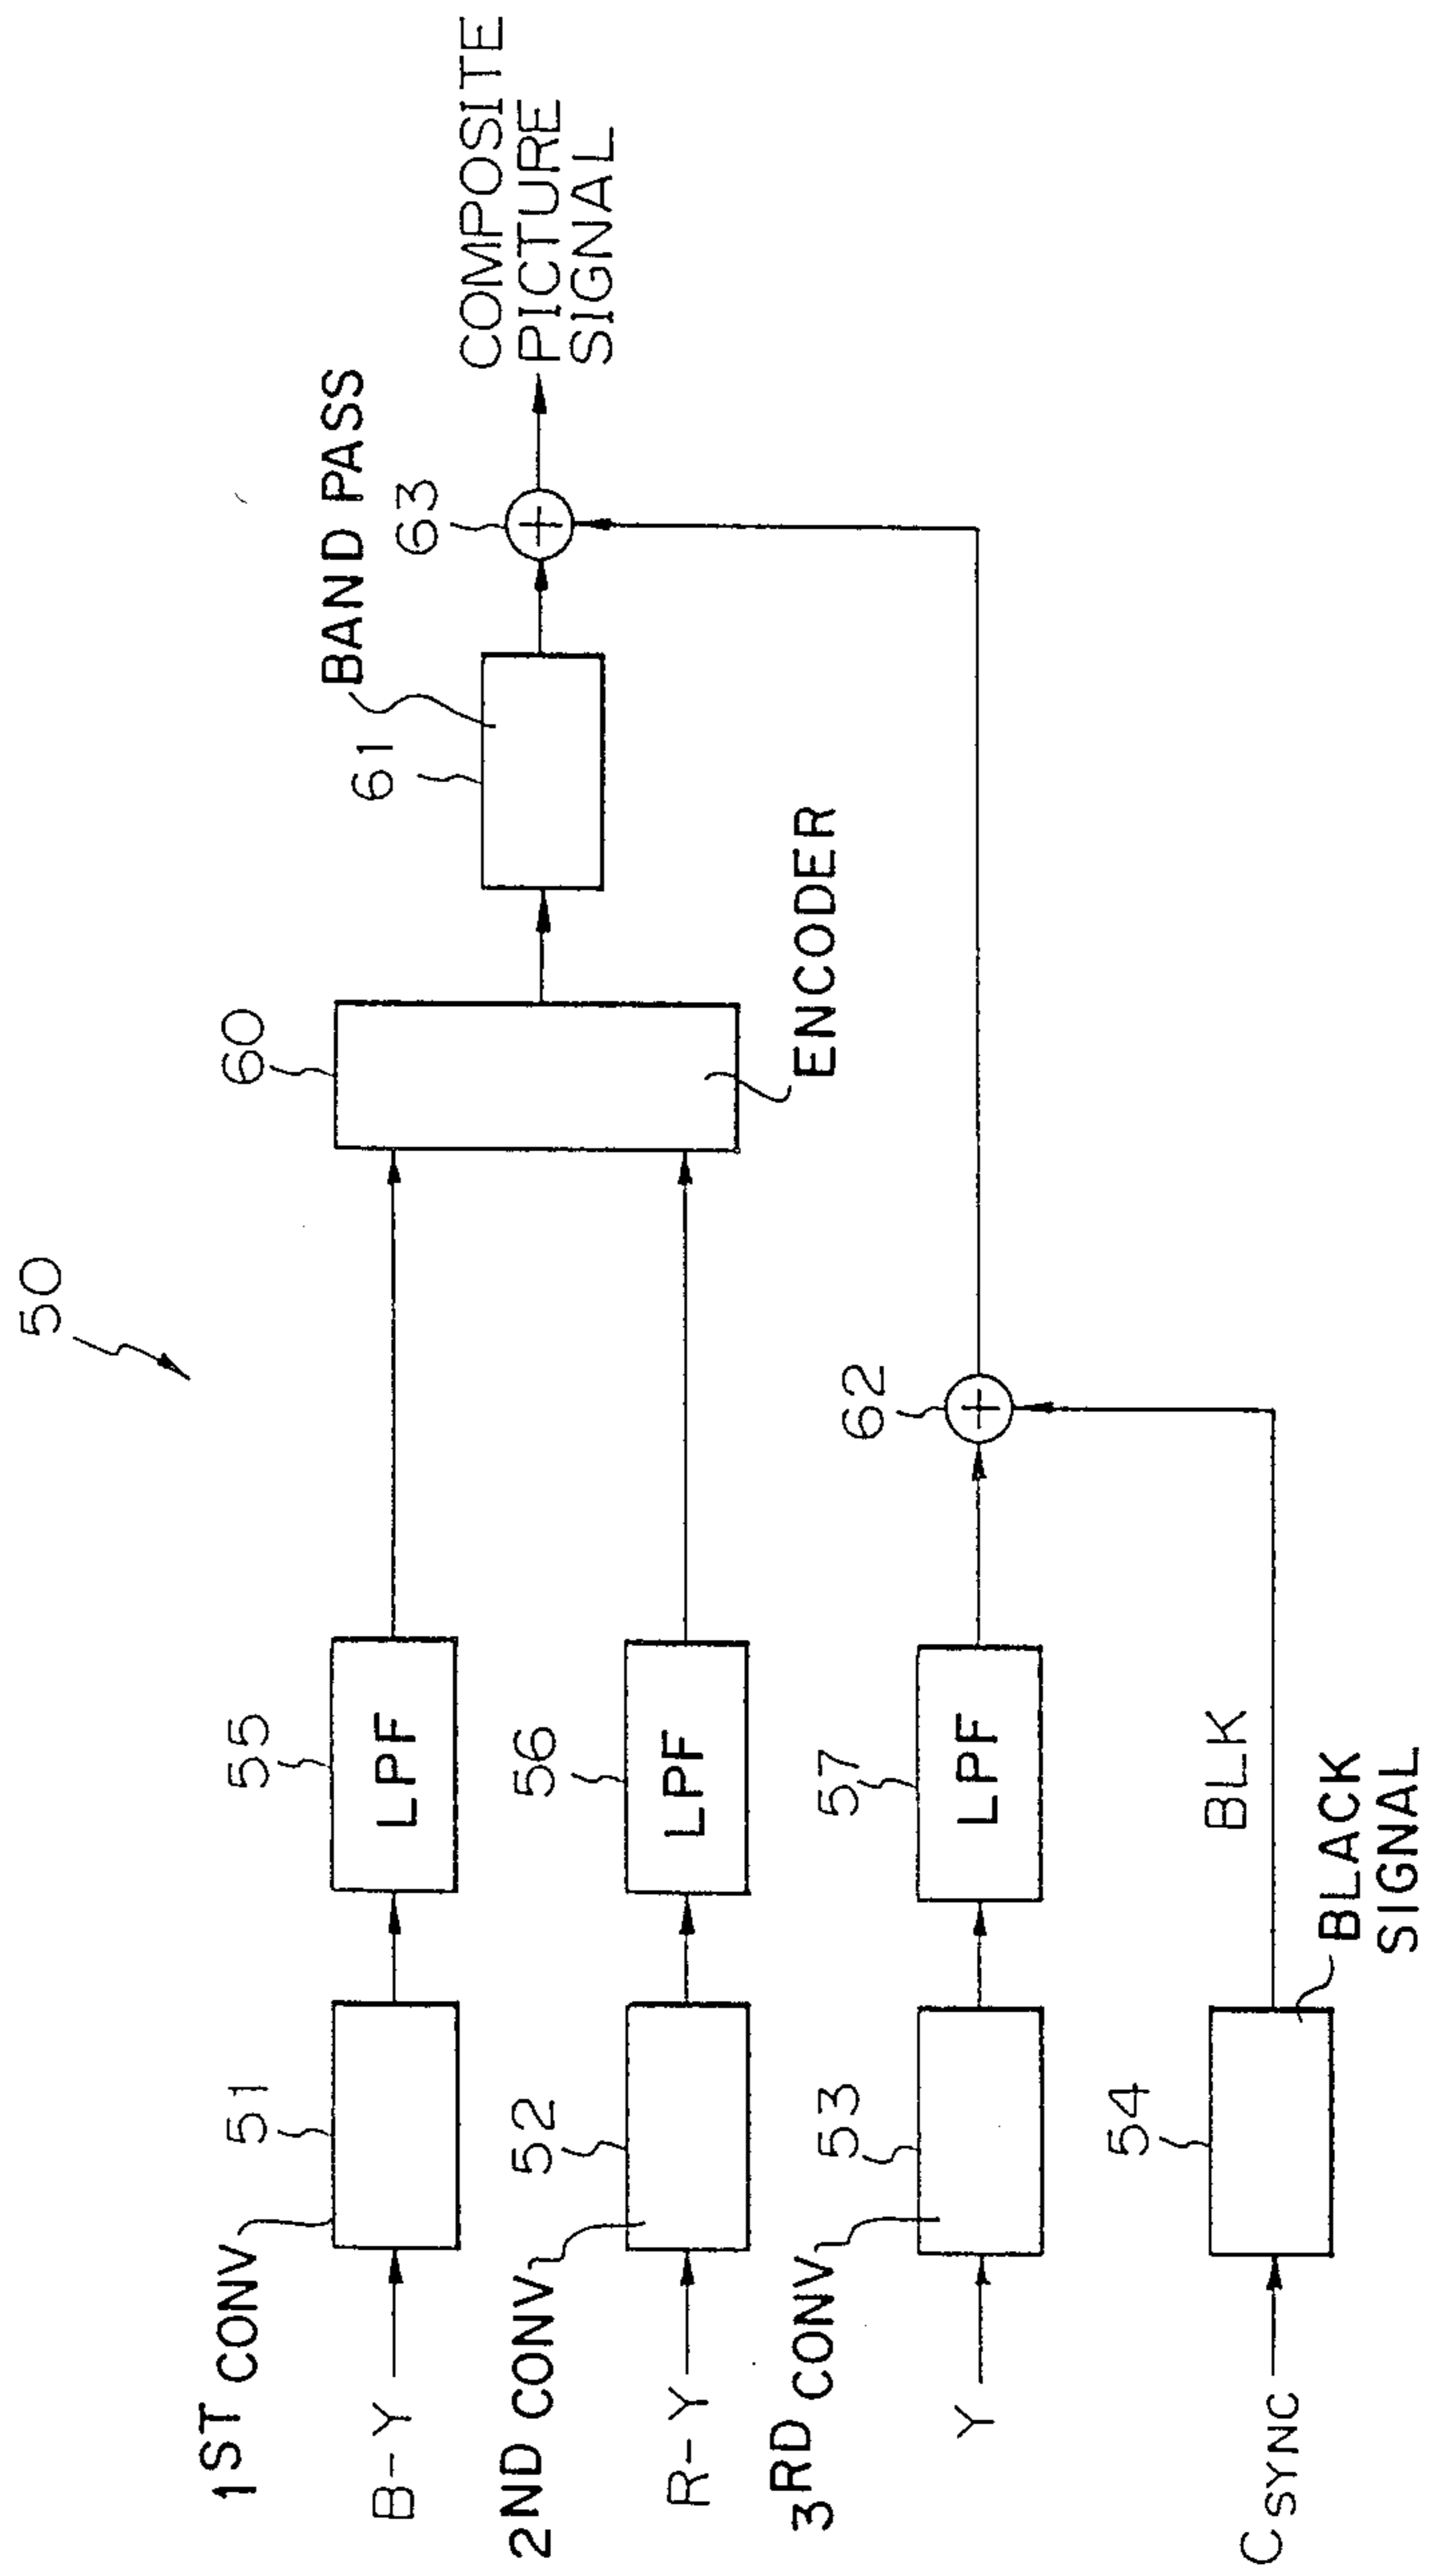 50
1ST CONV
51
55
60
B-Y
LPF
61
BAND PASS
63
COMPOSITE
PICTURE
SIGNAL
2ND CONV
52
56
R-Y
LPF
ENCODER
3RD CONV
53
57
62
Y
LPF
54
BLK
CSYNC
BLACK
SIGNAL